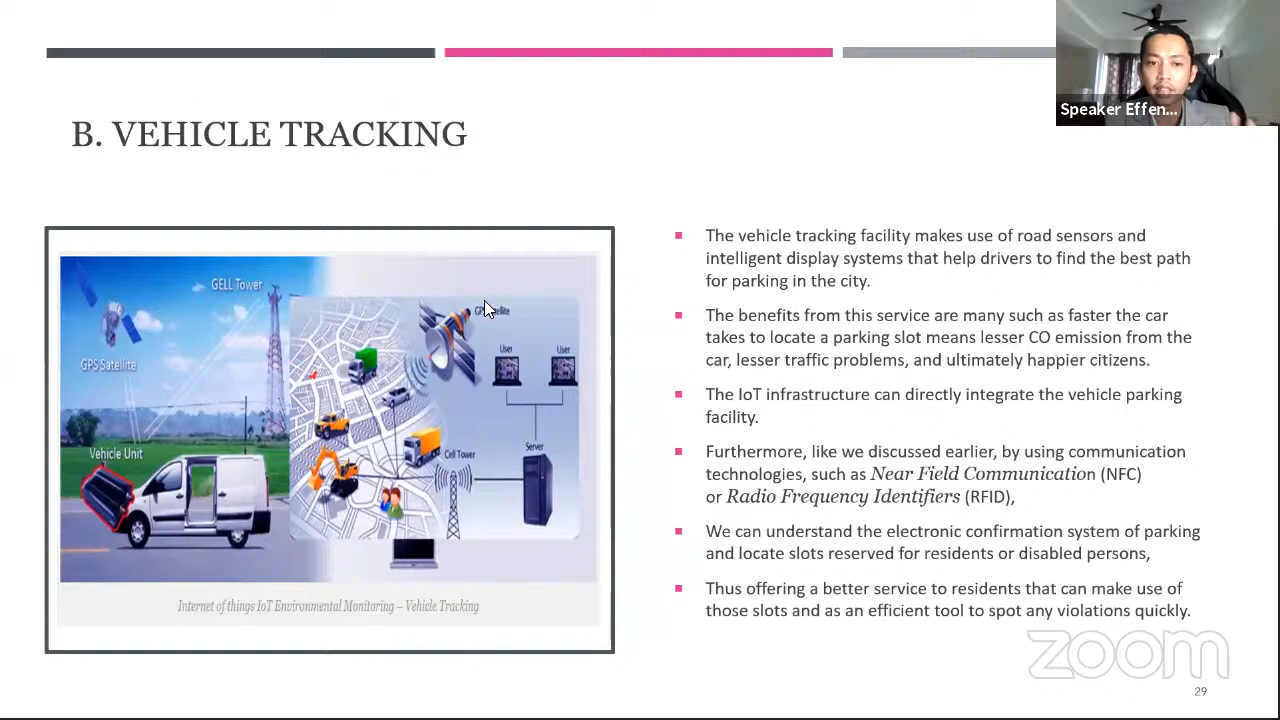 Speaker Effen...
B. VEHICLE TRACKING
GELL Tower
GPS Satellite
Vehicle Unit
User
User
Cell Tower
Server
Internet of things IoT Environmental Monitoring – Vehicle Tracking
The vehicle tracking facility makes use of road sensors and
intelligent display systems that help drivers to find the best path
for parking in the city.
The benefits from this service are many such as faster the car
takes to locate a parking slot means lesser CO emission from the
car, lesser traffic problems, and ultimately happier citizens.
The IoT infrastructure can directly integrate the vehicle parking
facility.
Furthermore, like we discussed earlier, by using communication
technologies, such as Near Field Communication (NFC)
or Radio Frequency Identifiers (RFID),
We can understand the electronic confirmation system of parking
and locate slots reserved for residents or disabled persons,
Thus offering a better service to residents that can make use of
those slots and as an efficient tool to spot any violations quickly.
zoom
29